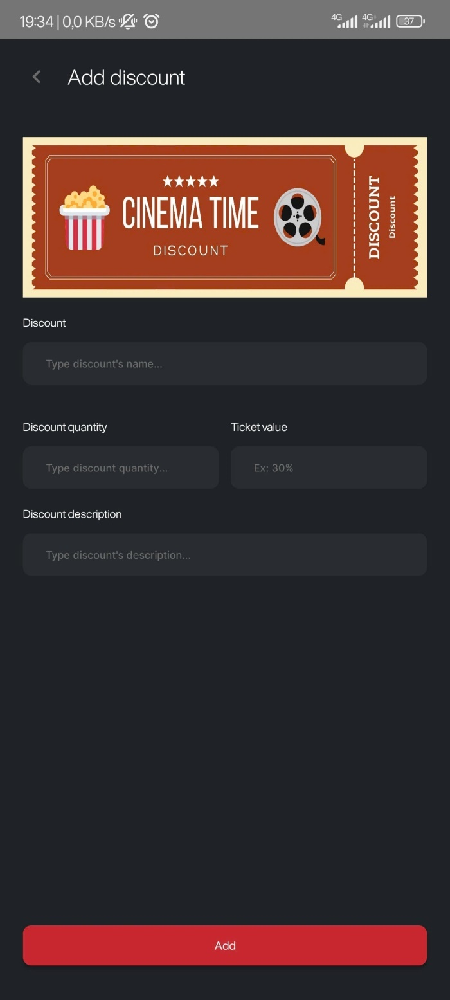 19:34 | 0,0 KB/s 4G 4G+ 37
Add discount
CINEMA TIME
DISCOUNT
DISCOUNT
Discount
Discount
Type discount's name...
Discount quantity Ticket value
Type discount quantity... Ex: 30%
Discount description
Type discount's description...
Add